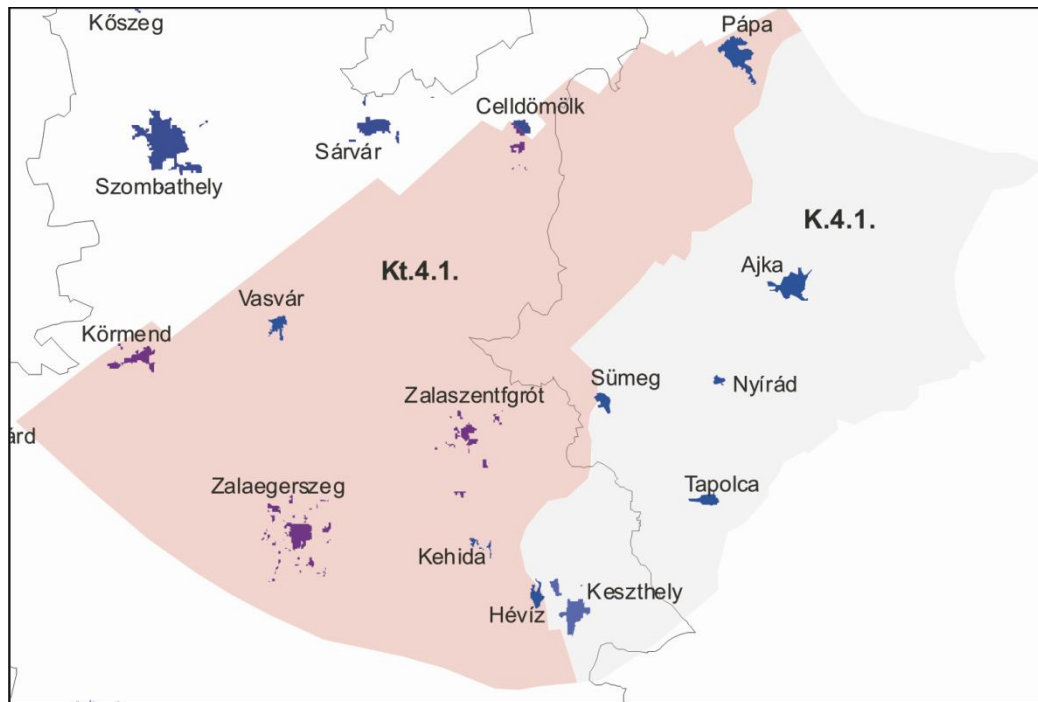 Kőszeg
Pápa
Celldömölk
Sárvár
Szombathely
K.4.1.
Kt.4.1.
Ajka
Vasvár
Körmend
Sümeg
Nyírád
Zalaszentfgrót
árd
Zalaegerszeg
Tapolca
Kehida
Keszthely
Hévíz